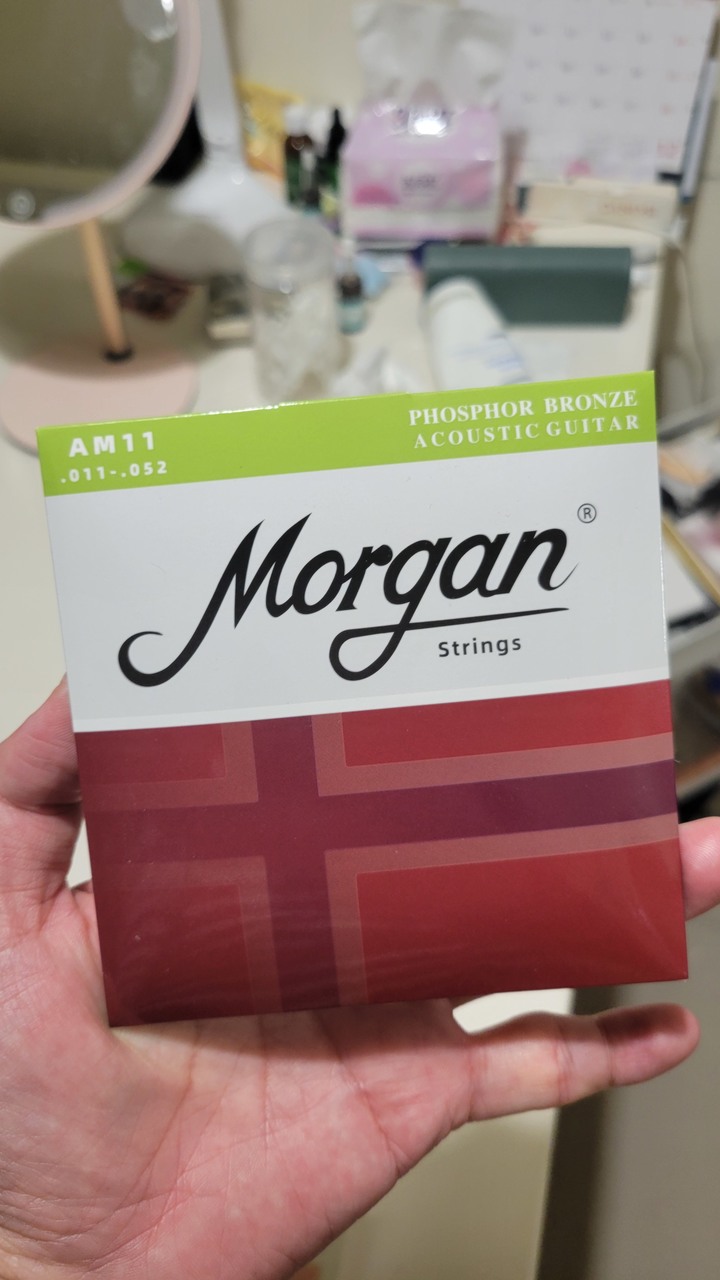 AM11
.011-.052
PHOSPHOR BRONZE
ACOUSTIC GUITAR
Morgan®
Strings